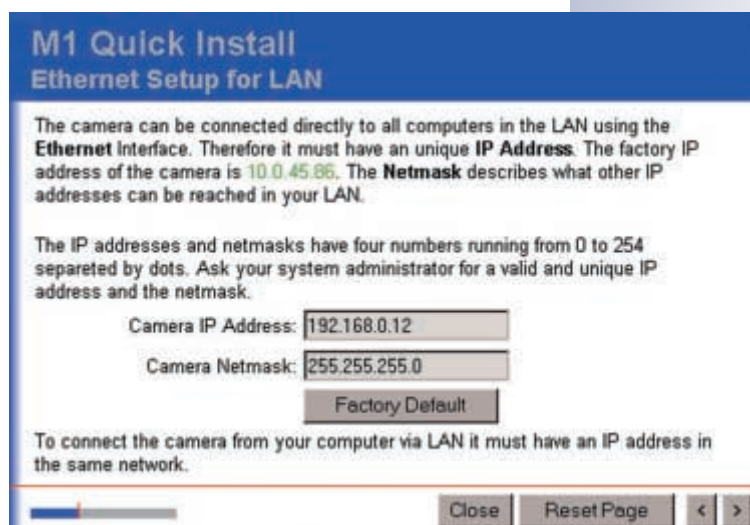 M1 Quick Install
Ethernet Setup for LAN
The camera can be connected directly to all computers in the LAN using the
Ethernet Interface. Therefore it must have an unique IP Address. The factory IP
address of the camera is 10.0.45.86. The Netmask describes what other IP
addresses can be reached in your LAN.
The IP addresses and netmasks have four numbers running from 0 to 254
separeted by dots. Ask your system administrator for a valid and unique IP
address and the netmask.
Camera IP Address: 192.168.0.12
Camera Netmask: 255.255.255.0
Factory Default
To connect the camera from your computer via LAN it must have an IP address in
the same network.
Close Reset Page < >